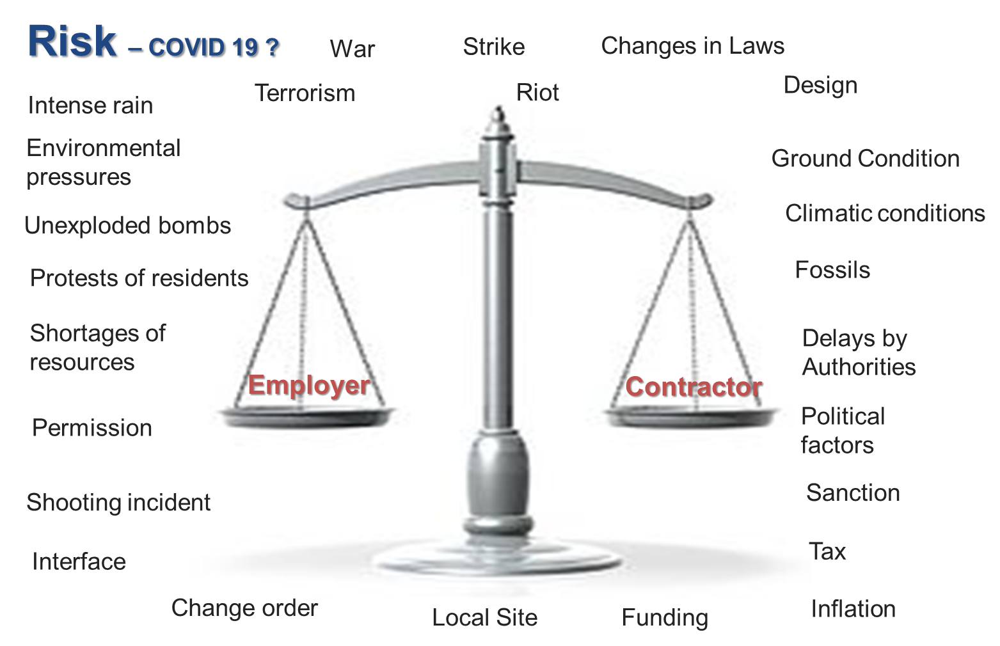 Risk – COVID 19 ?
War
Strike
Changes in Laws
Terrorism
Riot
Design
Intense rain
Environmental
pressures
Ground Condition
Unexploded bombs
Climatic conditions
Protests of residents
Fossils
Shortages of
resources
Delays by
Authorities
Employer
Contractor
Permission
Political
factors
Shooting incident
Sanction
Interface
Tax
Change order
Local Site
Funding
Inflation